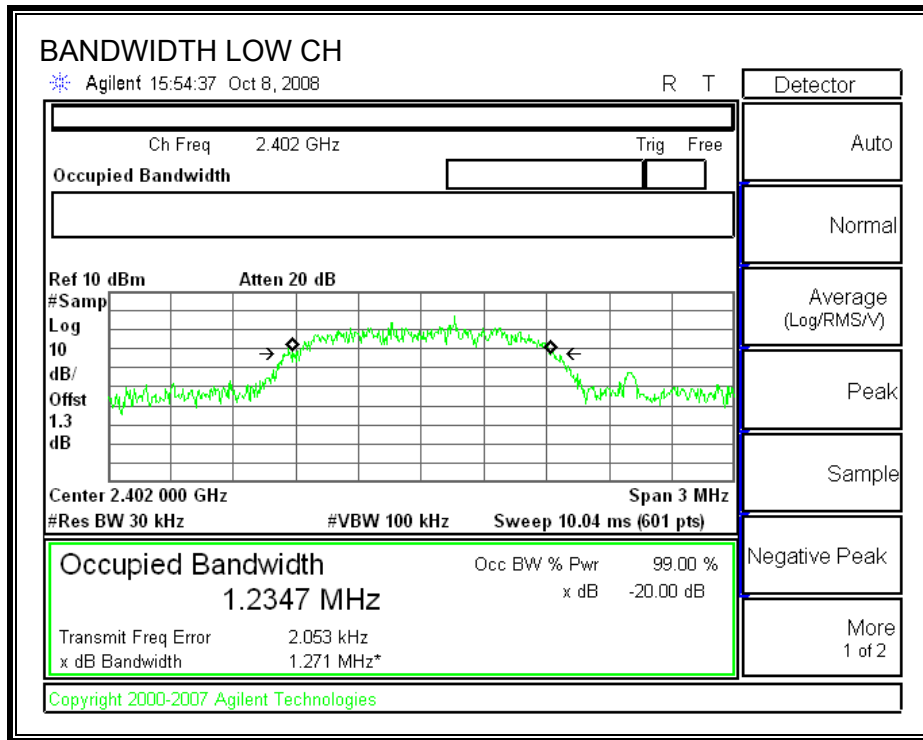 BANDWIDTH LOW CH
Agilent 15:54:37 Oct 8, 2008 R T
Detector
Ch Freq 2.402 GHz Trig Free
Auto
Occupied Bandwidth
Normal
Ref 10 dBm Atten 20 dB
#Samp
Log
10
dB/
Offst
1.3
dB
Average
(Log/RMS/V)
Peak
Sample
Center 2.402 000 GHz Span 3 MHz
#Res BW 30 kHz #VBW 100 kHz Sweep 10.04 ms (601 pts)
Negative Peak
Occupied Bandwidth Occ BW % Pwr 99.00 %
1.2347 MHz x dB -20.00 dB
Transmit Freq Error 2.053 kHz
x dB Bandwidth 1.271 MHz*
More
1 of 2
Copyright 2000-2007 Agilent Technologies